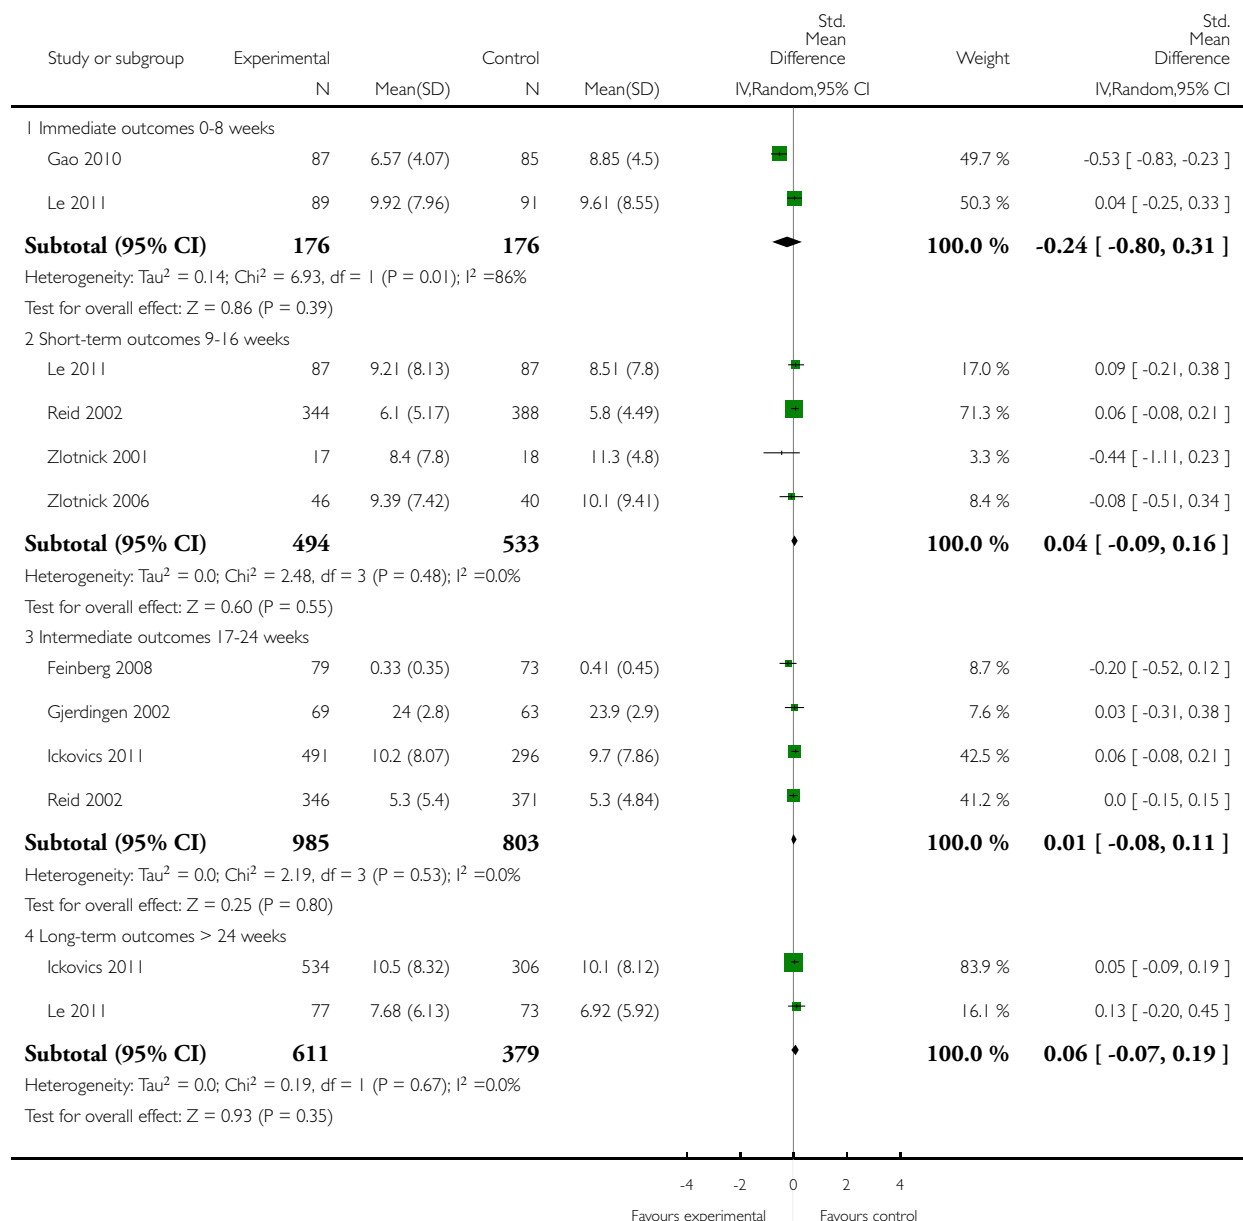 Std. Mean Difference Std. Mean Difference
Study or subgroup Experimental Control Weight
N Mean(SD) N Mean(SD) IV,Random,95% CI IV,Random,95% CI
1 Immediate outcomes 0-8 weeks
Gao 2010 87 6.57 (4.07) 85 8.85 (4.5) 49.7 % -0.53 [ -0.83, -0.23 ]
Le 2011 89 9.92 (7.96) 91 9.61 (8.55) 50.3 % 0.04 [ -0.25, 0.33 ]
Subtotal (95% CI) 176 176 100.0 % -0.24 [ -0.80, 0.31 ]
Heterogeneity: Tau² = 0.14; Chi² = 6.93, df = 1 (P = 0.01); I² =86%
Test for overall effect: Z = 0.86 (P = 0.39)
2 Short-term outcomes 9-16 weeks
Le 2011 87 9.21 (8.13) 87 8.51 (7.8) 17.0 % 0.09 [ -0.21, 0.38 ]
Reid 2002 344 6.1 (5.17) 388 5.8 (4.49) 71.3 % 0.06 [ -0.08, 0.21 ]
Zlotnick 2001 17 8.4 (7.8) 18 11.3 (4.8) 3.3 % -0.44 [ -1.11, 0.23 ]
Zlotnick 2006 46 9.39 (7.42) 40 10.1 (9.41) 8.4 % -0.08 [ -0.51, 0.34 ]
Subtotal (95% CI) 494 533 100.0 % 0.04 [ -0.09, 0.16 ]
Heterogeneity: Tau² = 0.0; Chi² = 2.48, df = 3 (P = 0.48); I² =0.0%
Test for overall effect: Z = 0.60 (P = 0.55)
3 Intermediate outcomes 17-24 weeks
Feinberg 2008 79 0.33 (0.35) 73 0.41 (0.45) 8.7 % -0.20 [ -0.52, 0.12 ]
Gjerdingen 2002 69 24 (2.8) 63 23.9 (2.9) 7.6 % 0.03 [ -0.31, 0.38 ]
Ickovics 2011 491 10.2 (8.07) 296 9.7 (7.86) 42.5 % 0.06 [ -0.08, 0.21 ]
Reid 2002 346 5.3 (5.4) 371 5.3 (4.84) 41.2 % 0.0 [ -0.15, 0.15 ]
Subtotal (95% CI) 985 803 100.0 % 0.01 [ -0.08, 0.11 ]
Heterogeneity: Tau² = 0.0; Chi² = 2.19, df = 3 (P = 0.53); I² =0.0%
Test for overall effect: Z = 0.25 (P = 0.80)
4 Long-term outcomes > 24 weeks
Ickovics 2011 534 10.5 (8.32) 306 10.1 (8.12) 83.9 % 0.05 [ -0.09, 0.19 ]
Le 2011 77 7.68 (6.13) 73 6.92 (5.92) 16.1 % 0.13 [ -0.20, 0.45 ]
Subtotal (95% CI) 611 379 100.0 % 0.06 [ -0.07, 0.19 ]
Heterogeneity: Tau² = 0.0; Chi² = 0.19, df = 1 (P = 0.67); I² =0.0%
Test for overall effect: Z = 0.93 (P = 0.35)
-4 -2 0 2 4
Favours experimental Favours control